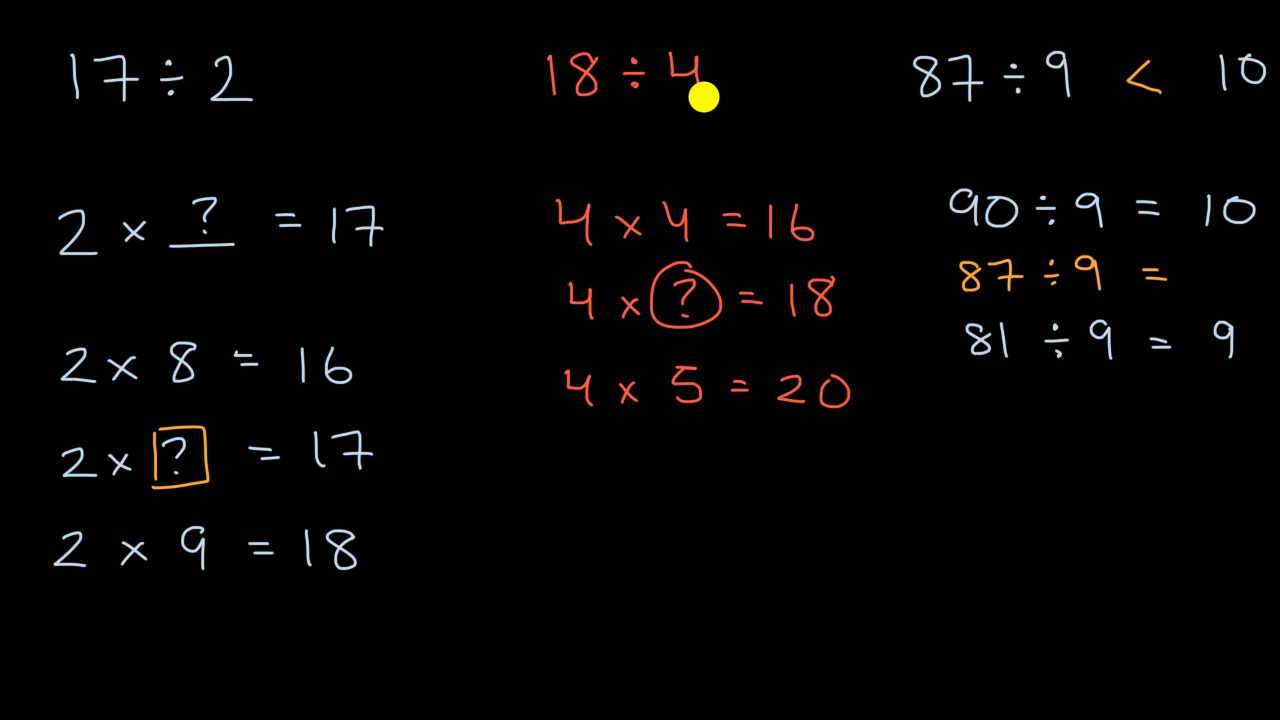 17 ÷ 2
2 × ? = 17
2 × 8 = 16
2 × ? = 17
2 × 9 = 18
18 ÷ 4
4 × 4 = 16
4 × ? = 18
4 × 5 = 20
87 ÷ 9 < 10
90 ÷ 9 = 10
87 ÷ 9 =
81 ÷ 9 = 9